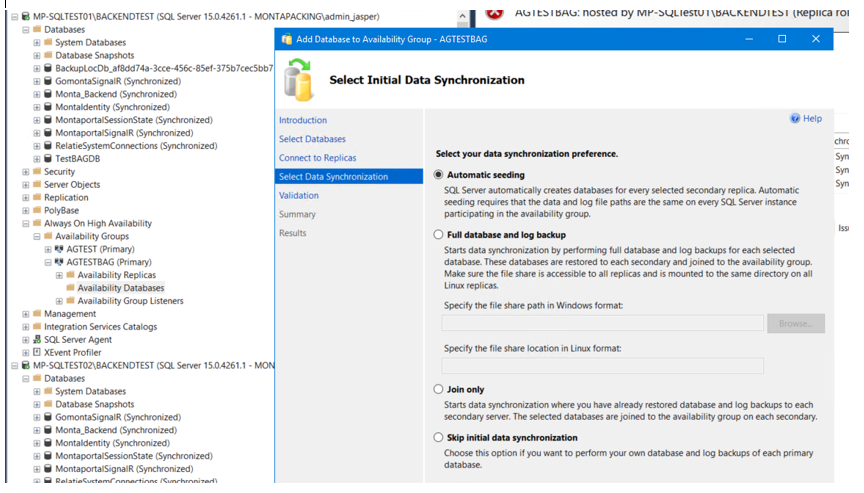 MP-SQLTEST01\BACKENDTEST (SQL Server 15.0.4261.1 - MONTAPACKING\admin_jasper)
Databases
System Databases
Database Snapshots
BackupLocDb_af8dd74a-3cce-456c-85ef-375b7cec5bb7
GomontaSignalR (Synchronized)
Monta_Backend (Synchronized)
MontaIdentity (Synchronized)
MontaportalSessionState (Synchronized)
MontaportalSignalR (Synchronized)
RelatieSystemConnections (Synchronized)
TestBAGDB
Security
Server Objects
Replication
PolyBase
Always On High Availability
Availability Groups
AGTEST (Primary)
AGTESTBAG (Primary)
Availability Replicas
Availability Databases
Availability Group Listeners
Management
Integration Services Catalogs
SQL Server Agent
XEvent Profiler
MP-SQLTEST02\BACKENDTEST (SQL Server 15.0.4261.1 - MON
Databases
System Databases
Database Snapshots
GomontaSignalR (Synchronized)
Monta_Backend (Synchronized)
MontaIdentity (Synchronized)
MontaportalSessionState (Synchronized)
MontaportalSignalR (Synchronized)
RelatieSystemConnections (Synchronized)
AGTESTBAG: hosted by MP-SQLTest01\BACKENDTEST (Replica rol
Add Database to Availability Group - AGTESTBAG
Select Initial Data Synchronization
Introduction
Select Databases
Connect to Replicas
Select Data Synchronization
Validation
Summary
Results
Help
Select your data synchronization preference.
Automatic seeding
SQL Server automatically creates databases for every selected secondary replica. Automatic
seeding requires that the data and log file paths are the same on every SQL Server instance
participating in the availability group.
Full database and log backup
Starts data synchronization by performing full database and log backups for each selected
database. These databases are restored to each secondary and joined to the availability group.
Make sure the file share is accessible to all replicas and is mounted to the same directory on all
Linux replicas.
Specify the file share path in Windows format:
Browse...
Specify the file share location in Linux format:
Join only
Starts data synchronization where you have already restored database and log backups to each
secondary server. The selected databases are joined to the availability group on each secondary.
Skip initial data synchronization
Choose this option if you want to perform your own database and log backups of each primary
database.
chro
Syn
Syn
Syn
Iss